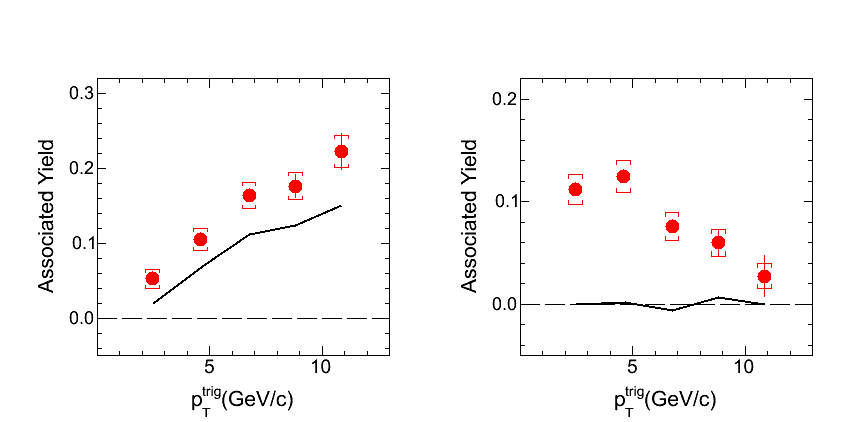 0.3
0.2
0.1
0.0
Associated Yield
5 10
p_T^trig(GeV/c)
0.2
0.1
0.0
Associated Yield
5 10
p_T^trig(GeV/c)